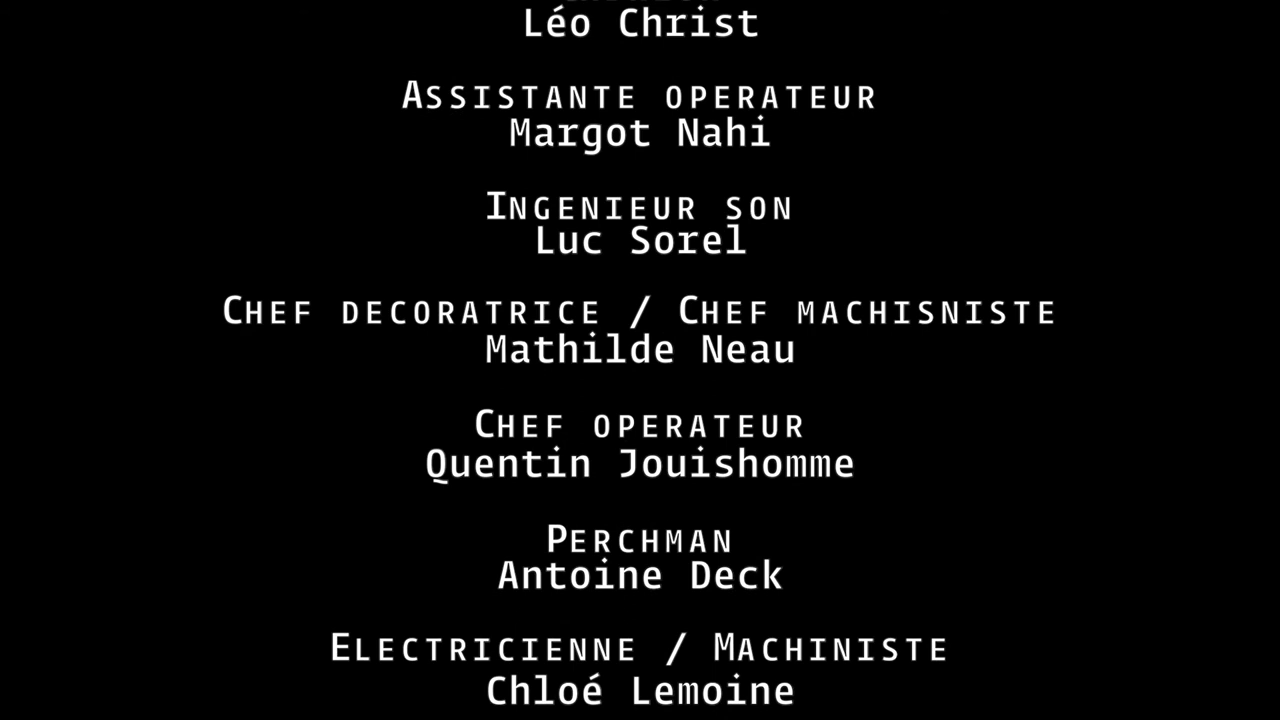 Léo Christ
Assistante operateur
Margot Nahi
Ingenieur son
Luc Sorel
Chef decoratrice / Chef machisniste
Mathilde Neau
Chef operateur
Quentin Jouishomme
Perchman
Antoine Deck
Electricienne / Machiniste
Chloé Lemoine